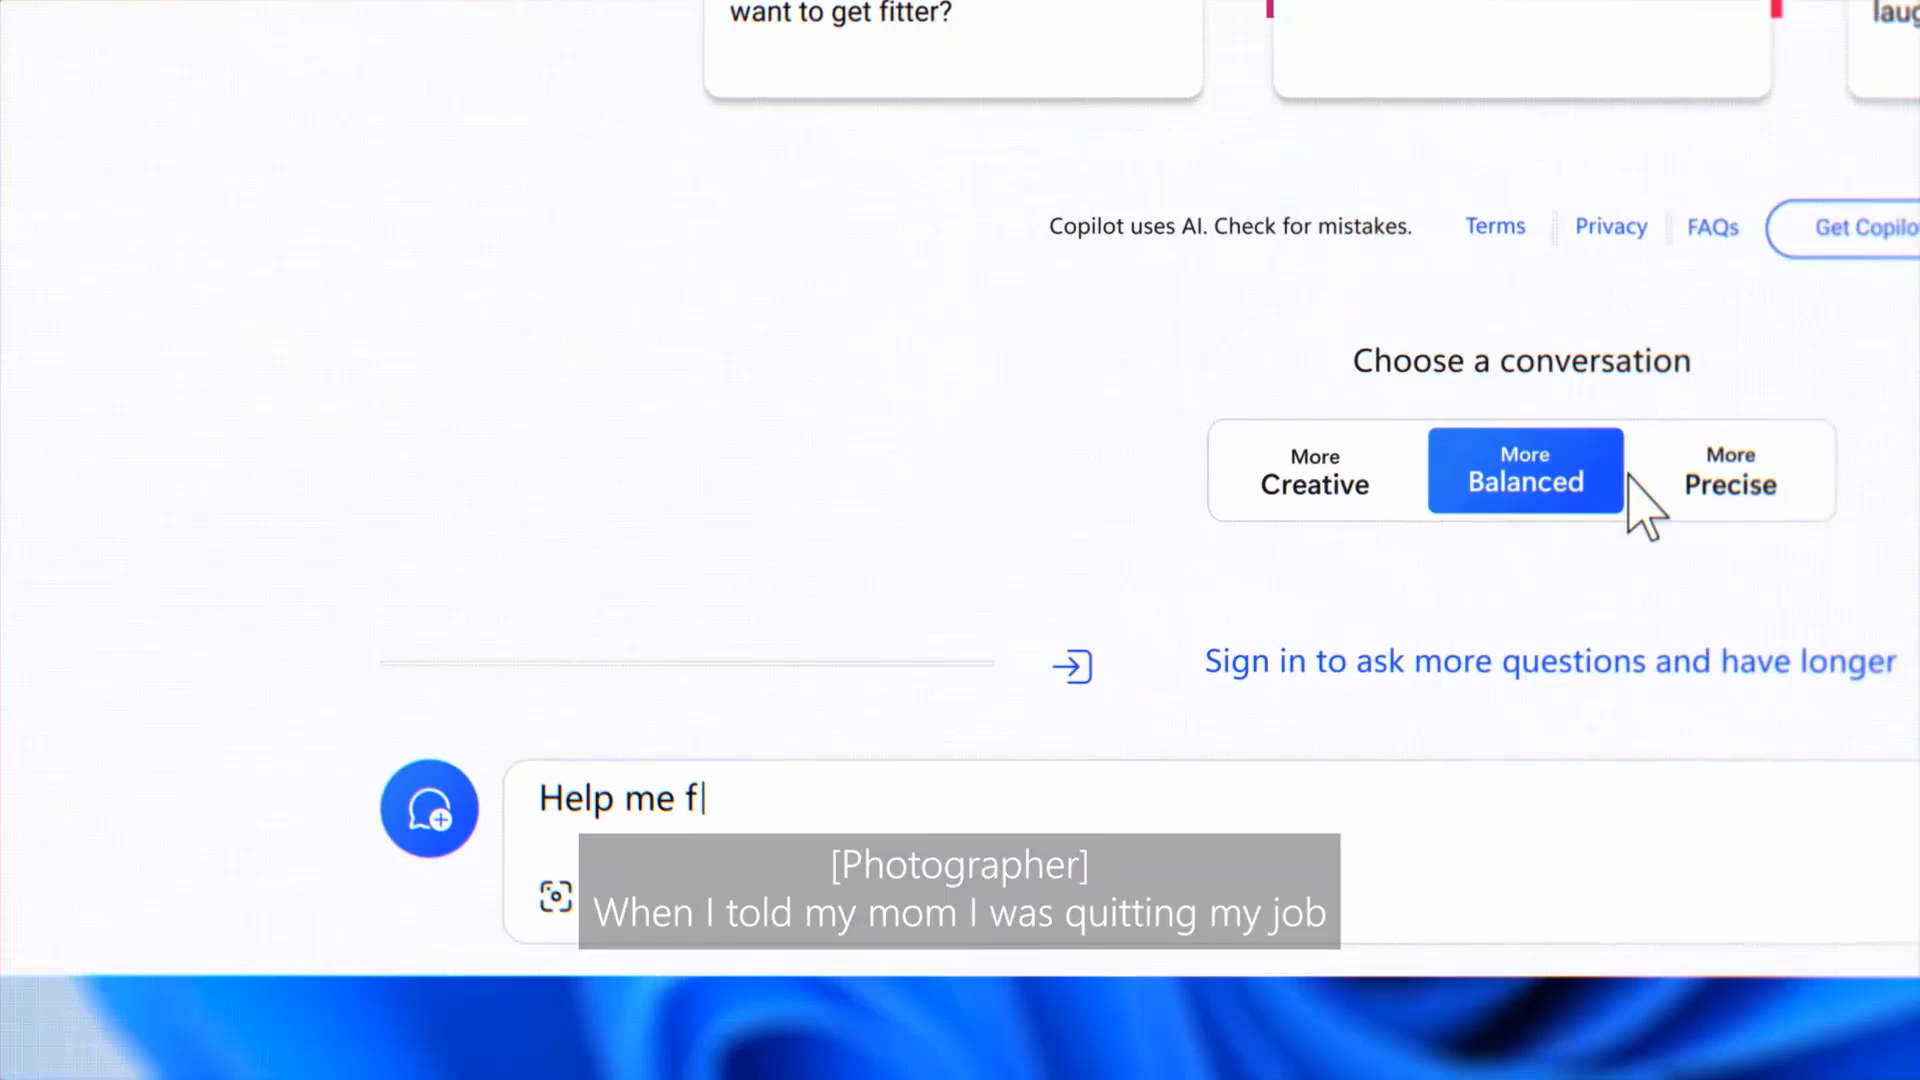 want to get fitter?
Copilot uses AI. Check for mistakes.
Terms
Privacy
FAQs
Get
Choose a conversation
More
Creative
More
Balanced
More
Precise
Sign in to ask more questions and have longer
Help me f
[Photographer]
When I told my mom I was quitting my job